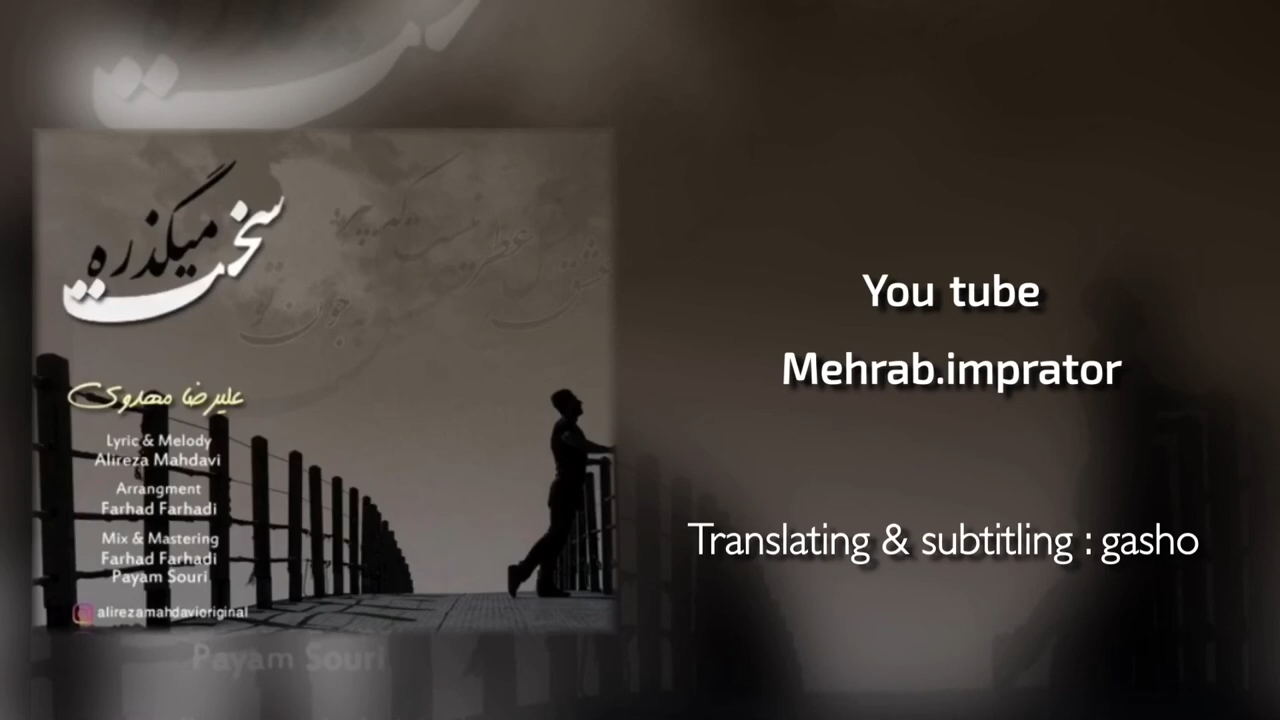 سخت میگذره
علیرضا مهدوی
Lyric & Melody
Alireza Mahdavi
Arrangment
Farhad Farhadi
Mix & Mastering
Farhad Farhadi
Payam Souri
alirezamahdavioriginal
Payam Souri
You tube
Mehrab.imprator
Translating & subtitling : gasho